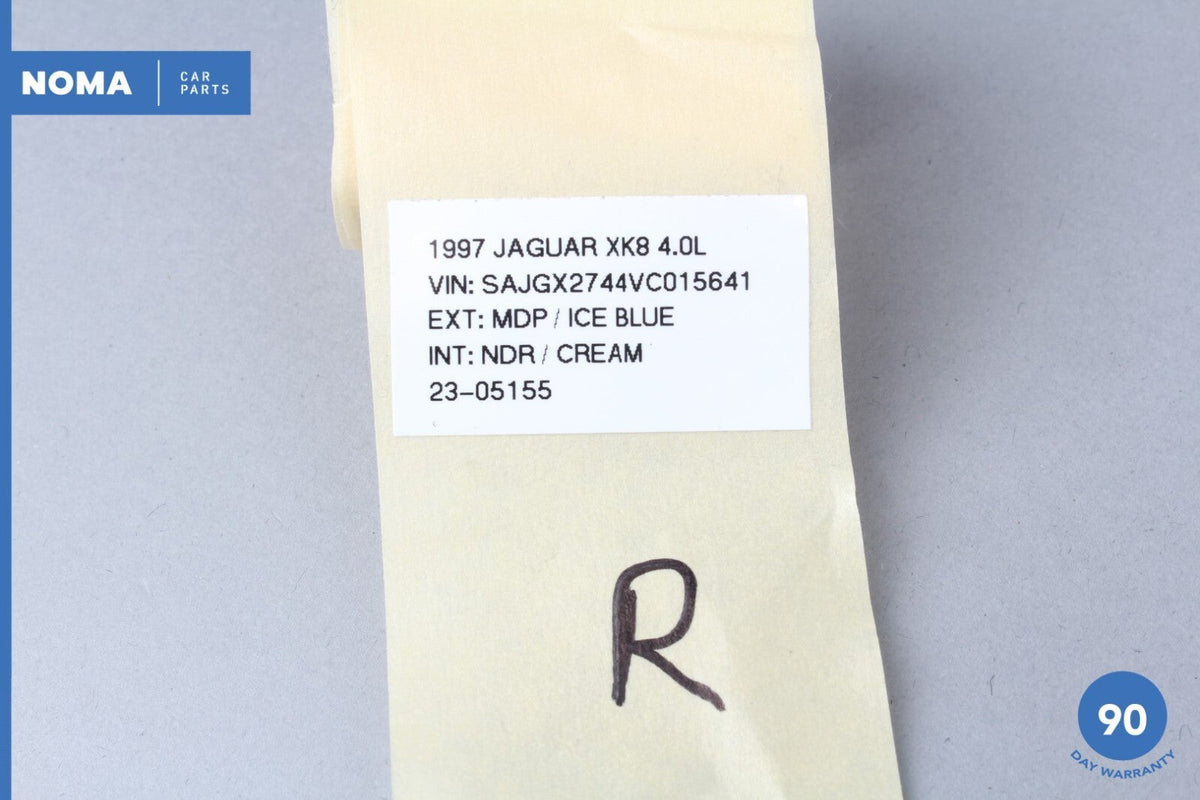 NOMA
CAR
PARTS
1997 JAGUAR XK8 4.0L
VIN: SAJGX2744VC015641
EXT: MDP / ICE BLUE
INT: NDR / CREAM
23-05155
R
90
DAY WARRANTY